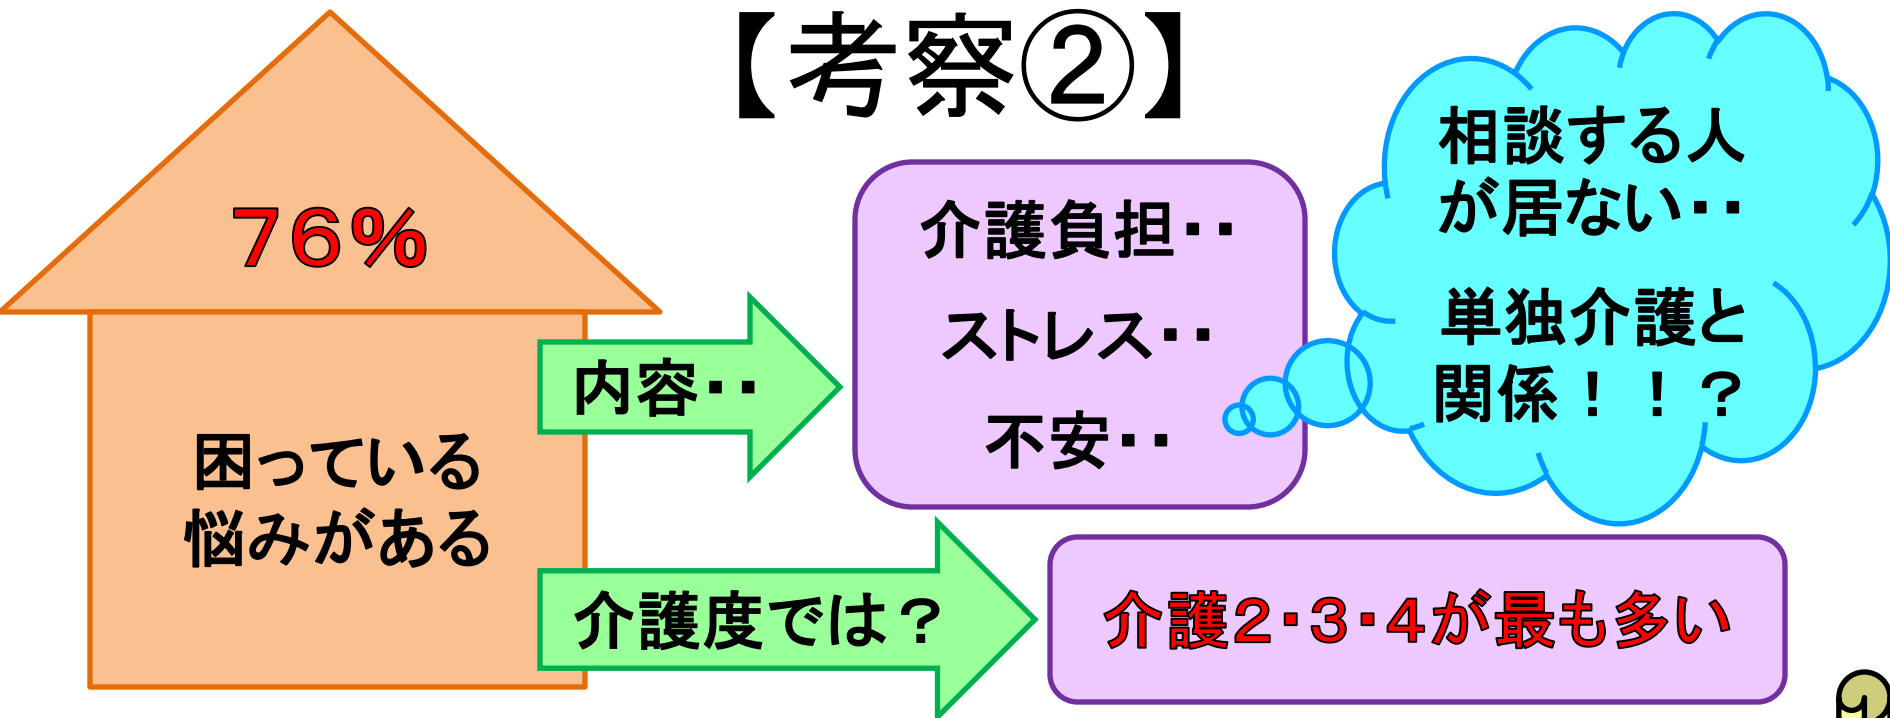 【考察②】
76%
困っている
悩みがある
内容・・
介護負担・・
ストレス・・
不安・・
相談する人
が居ない・・
単独介護と
関係！！？
介護度では？
介護２・３・４が最も多い